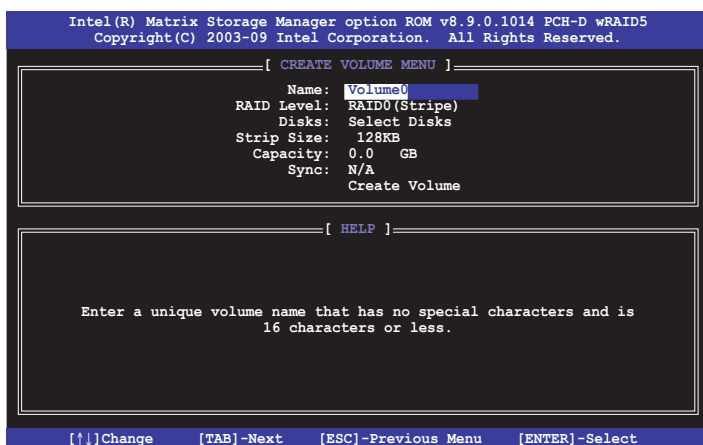 Intel(R) Matrix Storage Manager option ROM v8.9.0.1014 PCH-D wRAID5
Copyright(C) 2003-09 Intel Corporation. All Rights Reserved.
[ CREATE VOLUME MENU ]
Name: Volume0
RAID Level: RAID0(Stripe)
Disks: Select Disks
Strip Size: 128KB
Capacity: 0.0 GB
Sync: N/A
Create Volume
[ HELP ]
Enter a unique volume name that has no special characters and is
16 characters or less.
[↑↓]Change [TAB]-Next [ESC]-Previous Menu [ENTER]-Select